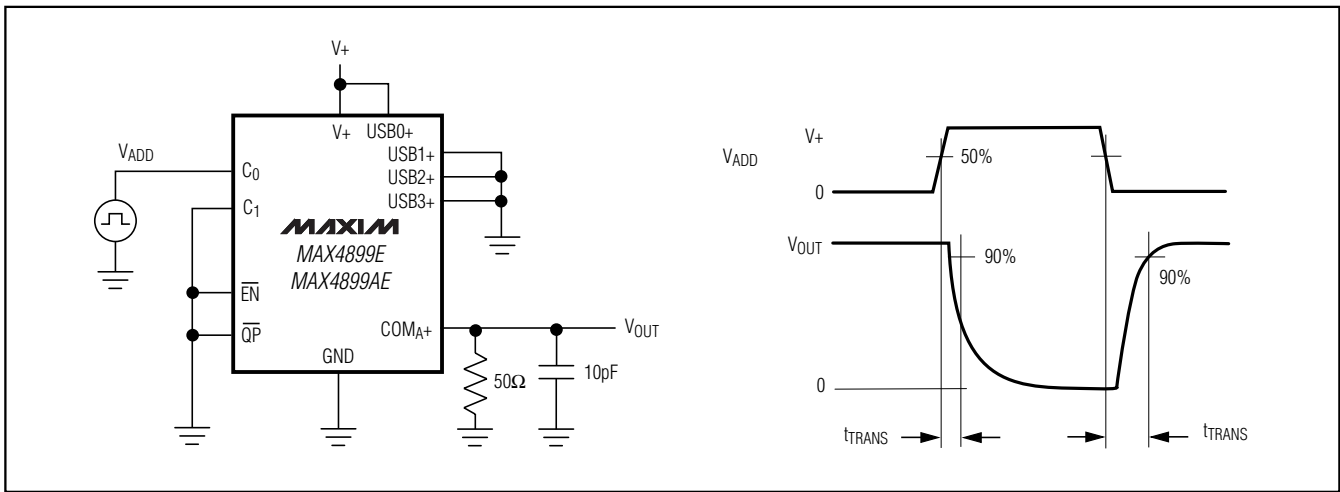 V+
V+ USB0+
USB1+
USB2+
USB3+
VADD
C0
C1
MAXIM
MAX4899E
MAX4899AE
EN
QP
COMA+
VOUT
GND
50Ω
10pF
V+
VADD
50%
0
VOUT
90%
90%
0
tTRANS
tTRANS